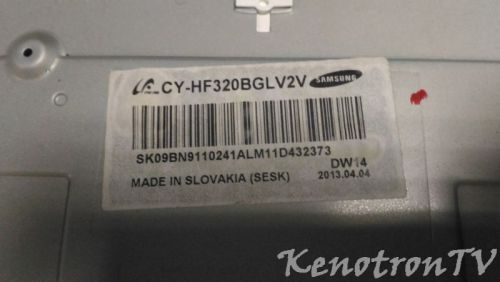 CY-HF320BGLV2V SAMSUNG
SK09BN9110241ALM11D432373
DW14
MADE IN SLOVAKIA (SESK) 2013.04.04
KenotronTV